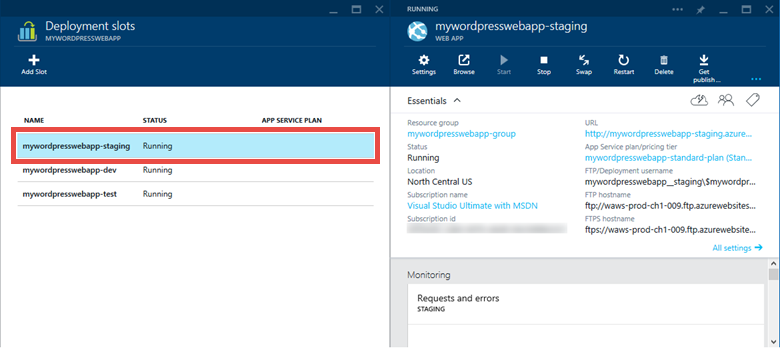 Deployment slots
MYWORDPRESSWEBAPP
Add Slot
NAME STATUS APP SERVICE PLAN
mywordpresswebapp-staging Running
mywordpresswebapp-dev Running
mywordpresswebapp-test Running
RUNNING
mywordpresswebapp-staging
WEB APP
Settings Browse Start Stop Swap Restart Delete Get publish...
Essentials
Resource group
mywordpresswebapp-group
Status
Running
Location
North Central US
Subscription name
Visual Studio Ultimate with MSDN
Subscription id
URL
http://mywordpresswebapp-staging.azure...
App Service plan/pricing tier
mywordpresswebapp-standard-plan (Stan...
FTP/Deployment username
mywordpresswebapp__staging\$mywordpr...
FTP hostname
ftp://waws-prod-ch1-009.ftp.azurewebsites...
FTPS hostname
ftps://waws-prod-ch1-009.ftp.azurewebsit...
All settings
Monitoring
Requests and errors
STAGING